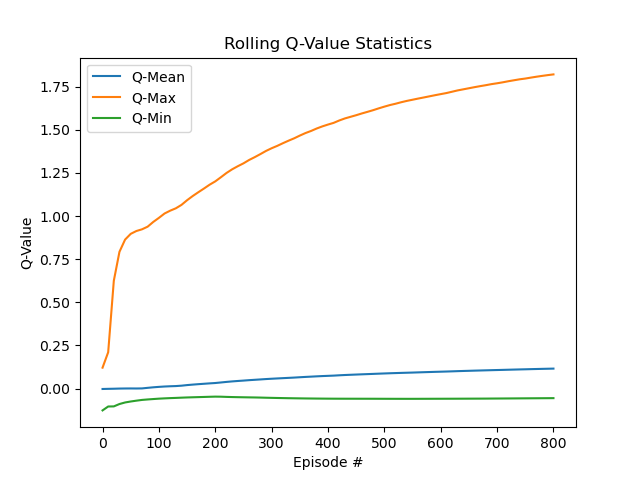 Rolling Q-Value Statistics
Q-Mean
Q-Max
Q-Min
1.75
1.50
1.25
1.00
0.75
0.50
0.25
0.00
Q-Value
0 100 200 300 400 500 600 700 800
Episode #